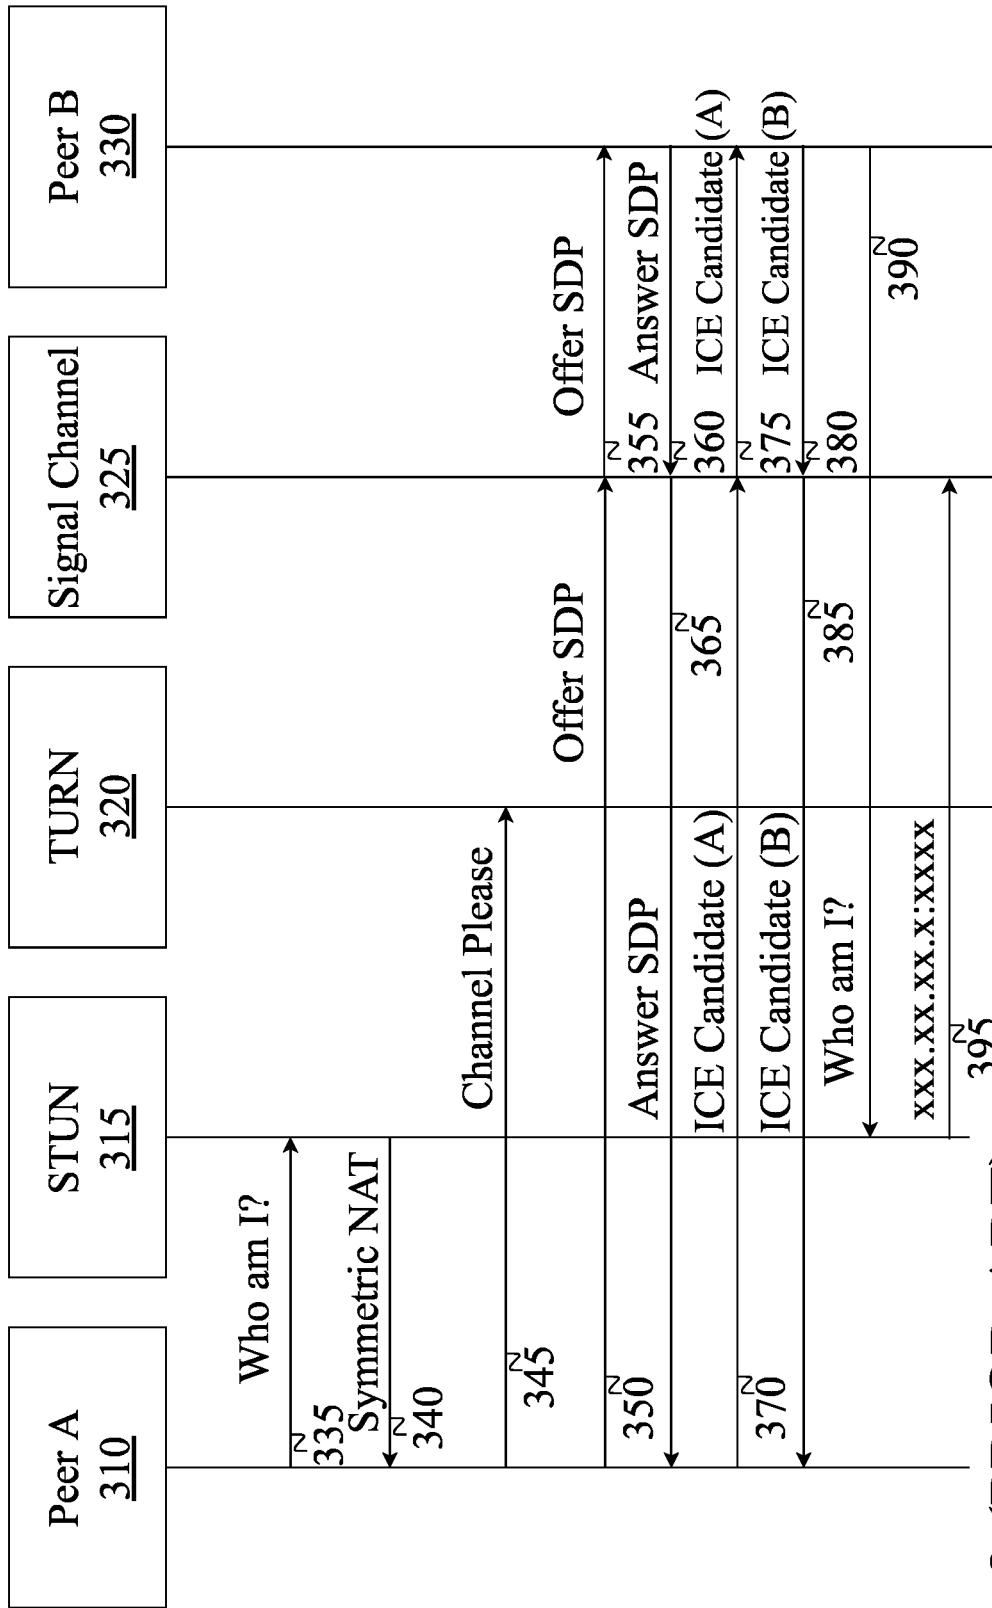 Peer A
310
STUN
315
TURN
320
Signal Channel
325
Peer B
330
Who am I?
335
Symmetric NAT
340
Channel Please
345
Offer SDP
Offer SDP
350
355
Answer SDP
Answer SDP
365
360
ICE Candidate (A)
ICE Candidate (A)
370
375
ICE Candidate (B)
ICE Candidate (B)
385
380
Who am I?
390
xxx.xx.xx.xx.x:xxxx
395